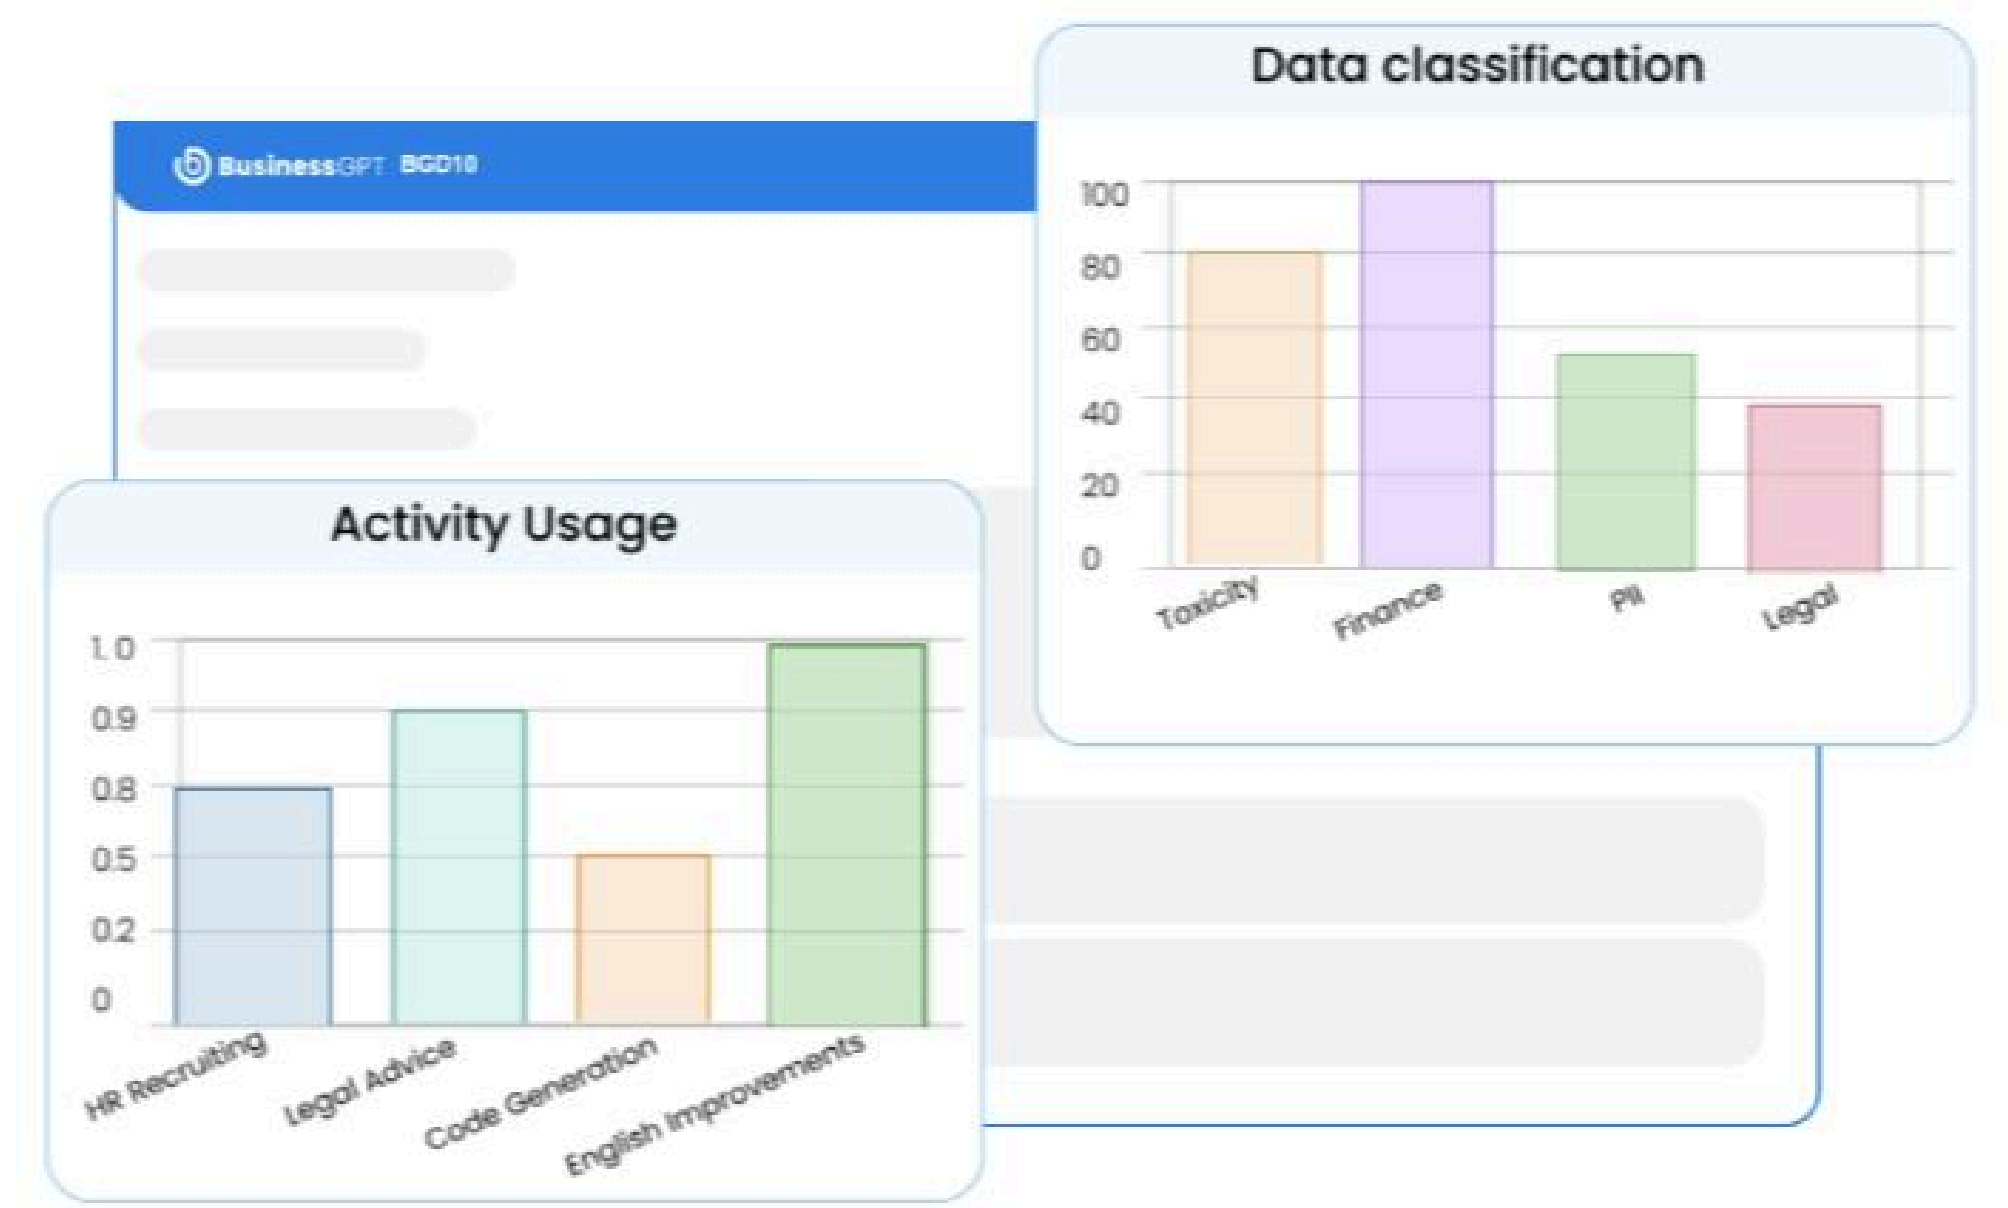 Data classification
BusinessGPT BGD10
100
80
60
40
20
0
Toxicity
Finance
PII
Legal
Activity Usage
1.0
0.9
0.8
0.5
0.2
0
HR Recruiting
Legal Advice
Code Generation
English Improvements